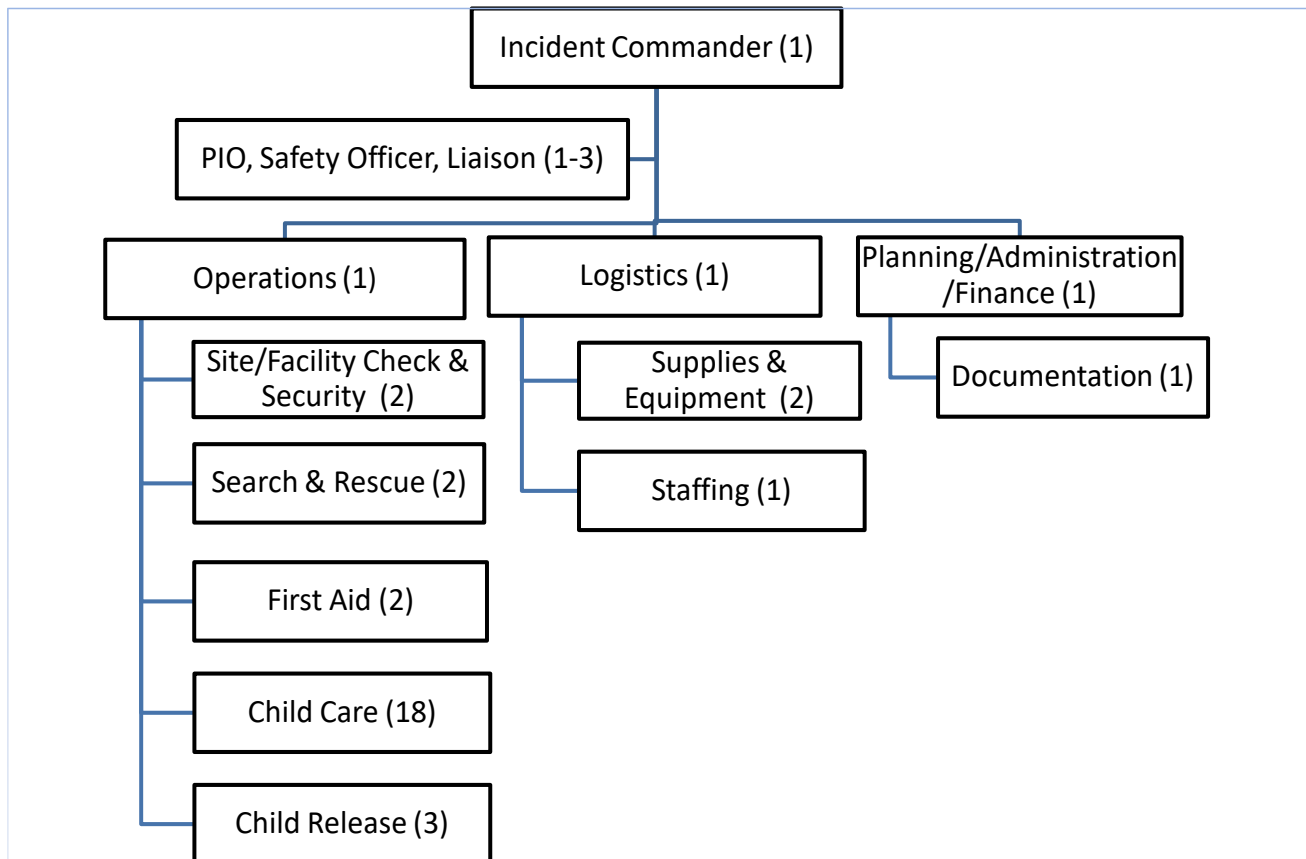 Incident Commander (1)
PIO, Safety Officer, Liaison (1-3)
Operations (1)
Logistics (1)
Planning/Administration
/Finance (1)
Site/Facility Check &
Security (2)
Supplies &
Equipment (2)
Documentation (1)
Search & Rescue (2)
Staffing (1)
First Aid (2)
Child Care (18)
Child Release (3)